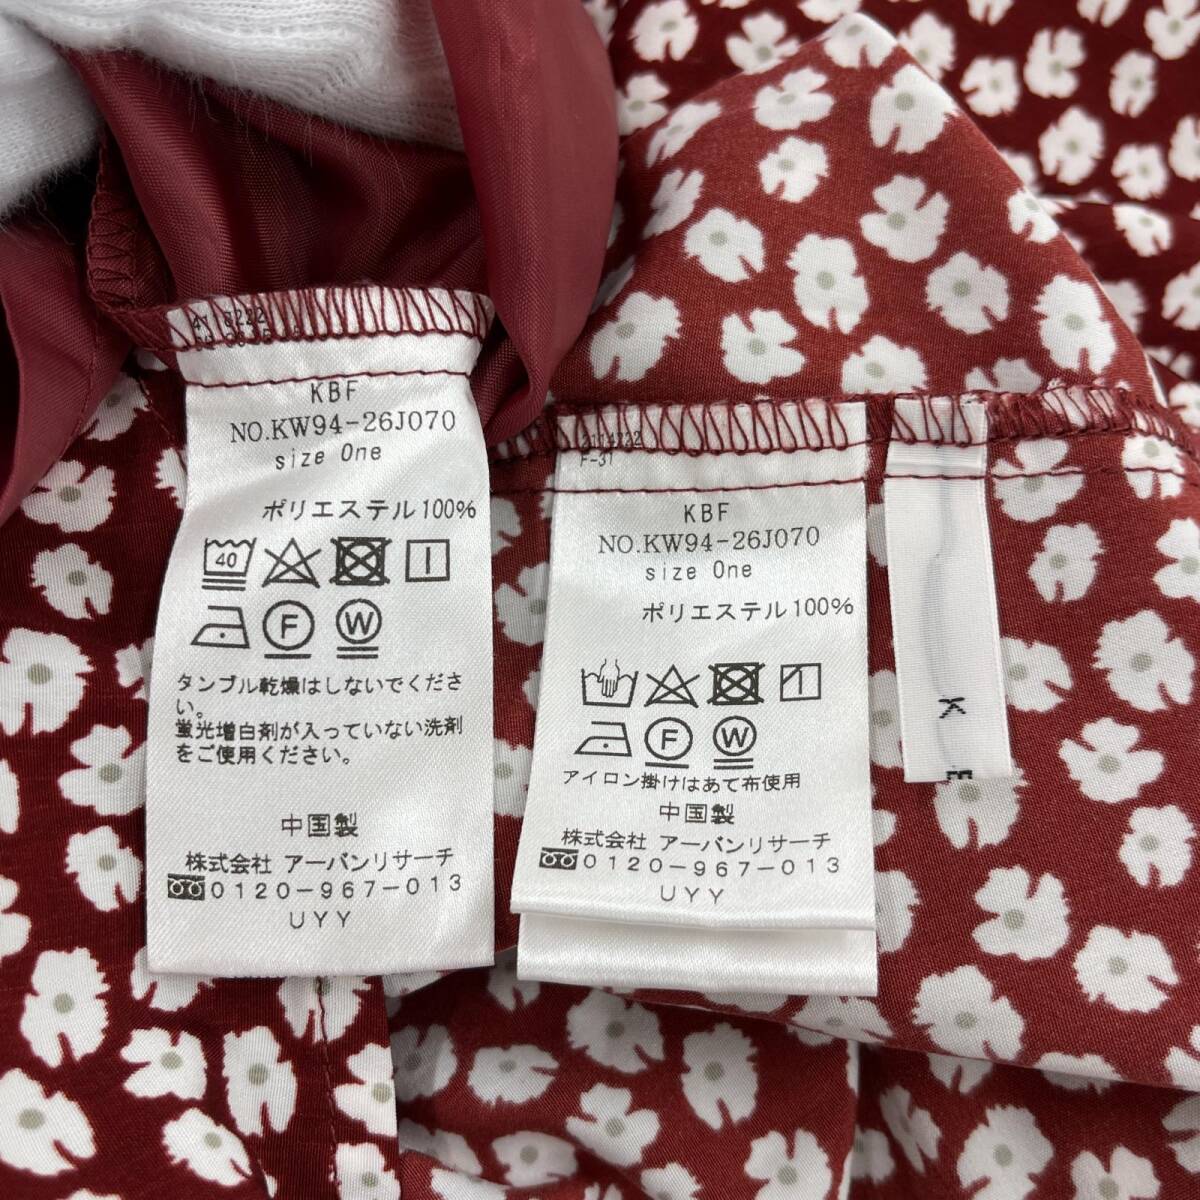 KBF
NO.KW94-26J070
size One
ポリエステル100%
40
F
W
タンブル乾燥はしないでくださ
い。
蛍光増白剤が入っていない洗剤
をご使用ください。
中国製
株式会社 アーバンリサーチ
0120-967-013
UYY
2114722
F-31
KBF
NO.KW94-26J070
size One
ポリエステル100%
F
W
アイロン掛けはあて布使用
中国製
株式会社 アーバンリサーチ
0120-967-013
UYY
K